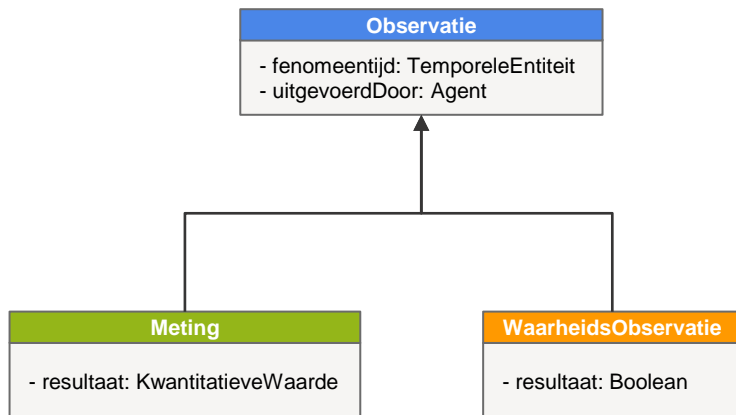 Observatie
- fenomeentijd: TemporeleEntiteit
- uitgevoerdDoor: Agent
Meting
- resultaat: KwantitatieveWaarde
WaarheidsObservatie
- resultaat: Boolean